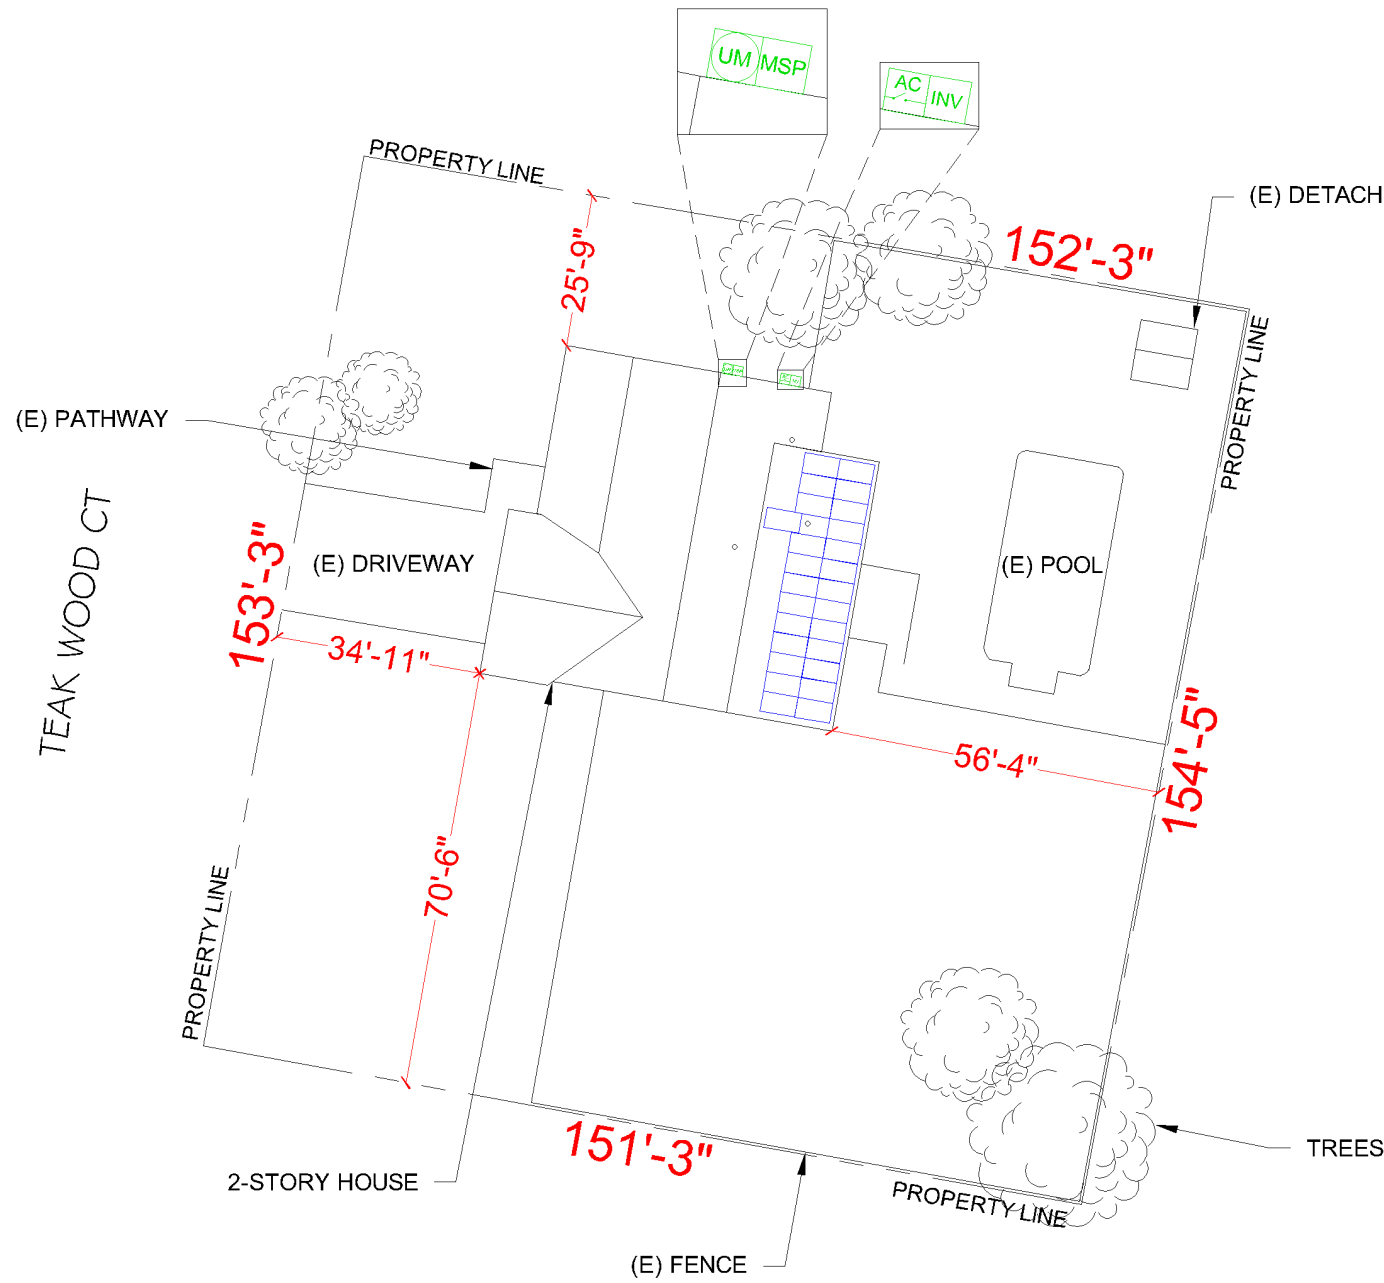 UM MSP
AC
INV
PROPERTY LINE
(E) DETACH
152'-3"
25'-9"
PROPERTY LINE
(E) PATHWAY
TEAK WOOD CT
153'-3"
(E) DRIVEWAY
(E) POOL
34'-11"
154'-5"
56'-4"
70'-6"
PROPERTY LINE
151'-3"
TREES
2-STORY HOUSE
PROPERTY LINE
(E) FENCE